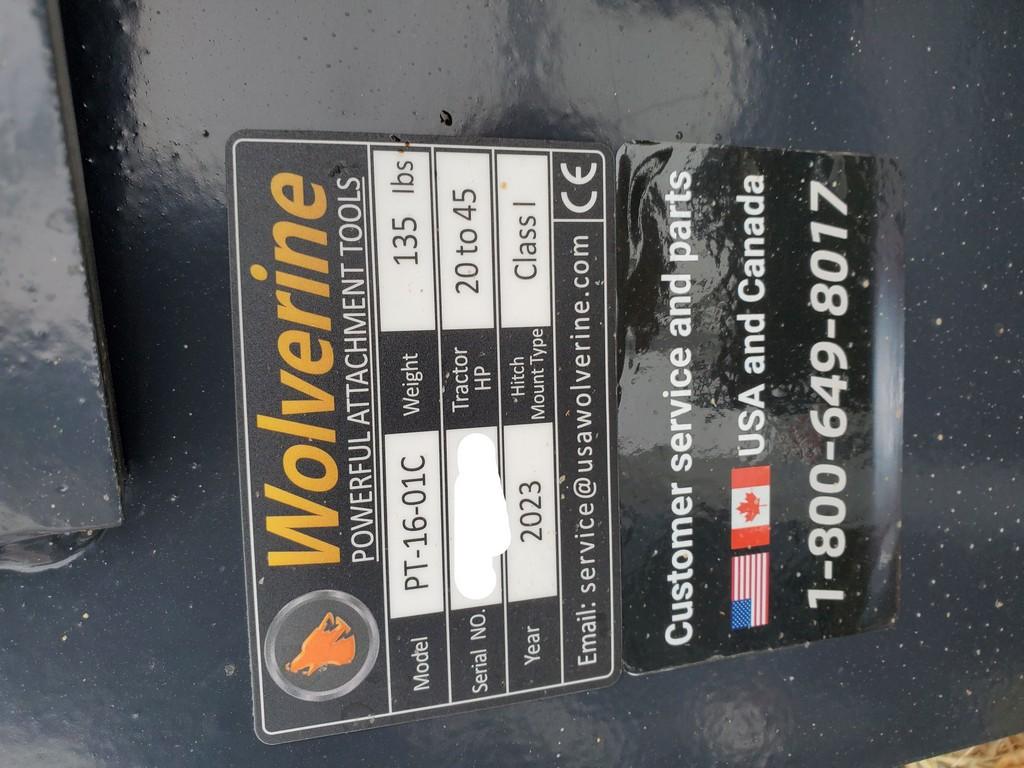 Wolverine
POWERFUL ATTACHMENT TOOLS
Model PT-16-01C Weight 135 lbs
Serial NO. Tractor HP 20 to 45
Year 2023 Hitch Mount Type Class I
Email: service@usawolverine.com CE
Customer service and parts
USA and Canada
1-800-649-8017